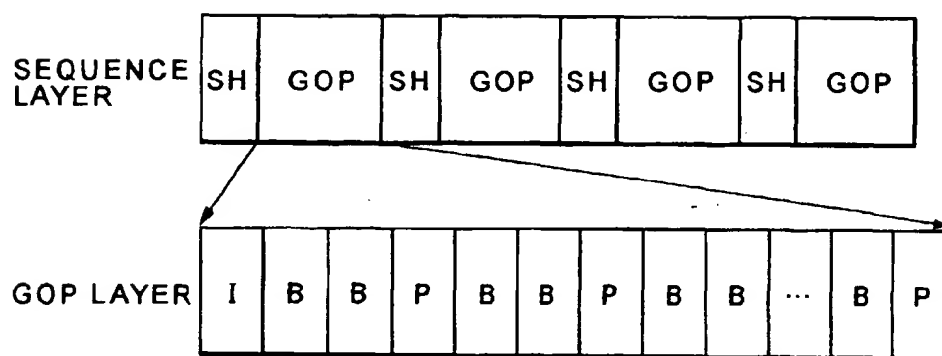 SEQUENCE
LAYER
SH GOP SH GOP SH GOP SH GOP
GOP LAYER
I B B P B B P B B ... B P